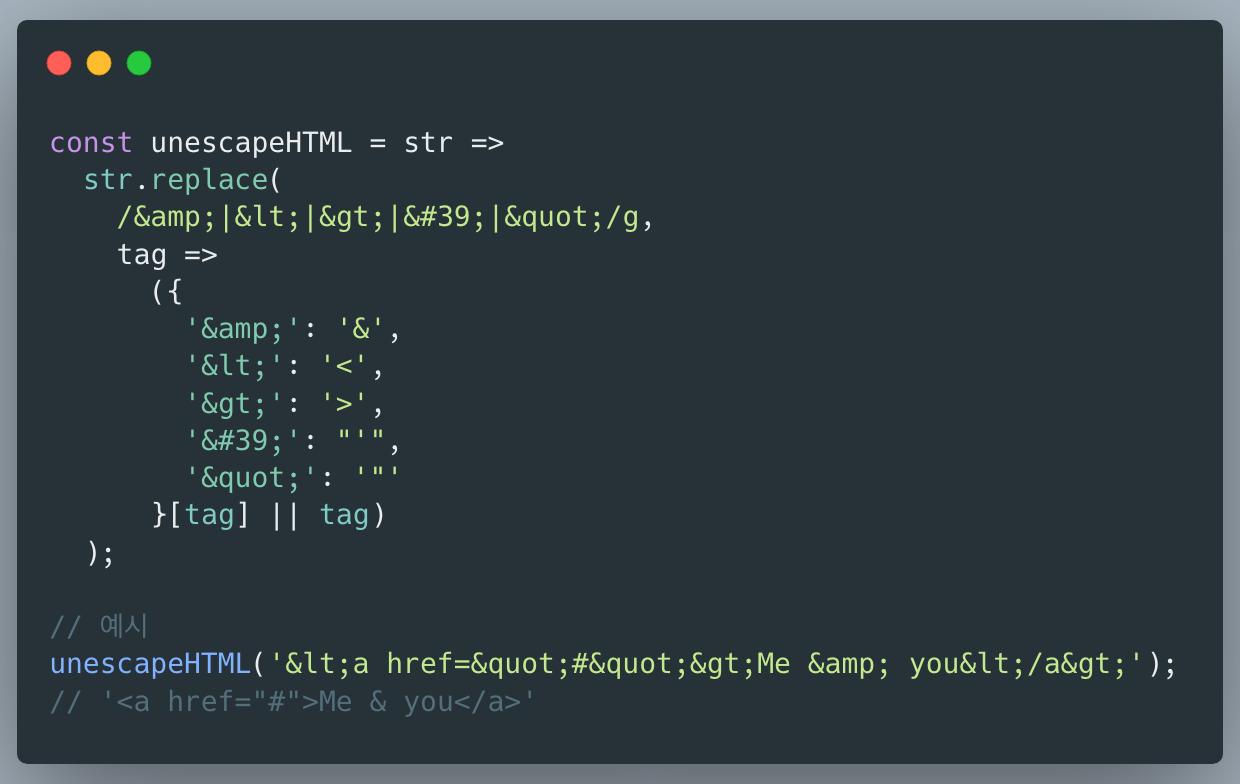 const unescapeHTML = str =>
  str.replace(
    /&amp;|&lt;|&gt;|&#39;|&quot;/g,
    tag =>
      ({
        '&amp;': '&',
        '&lt;': '<',
        '&gt;': '>',
        '&#39;': "'",
        '&quot;': '"'
      }[tag] || tag)
  );

// 예시
unescapeHTML('&lt;a href=&quot;#&quot;&gt;Me &amp; you&lt;/a&gt;');
// '<a href="#">Me & you</a>'